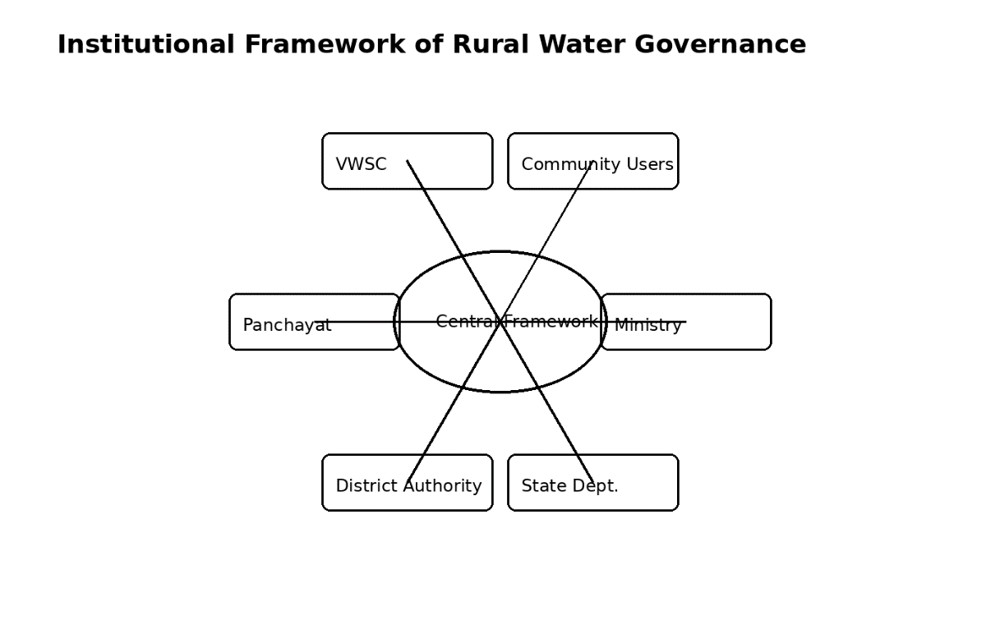 Institutional Framework of Rural Water Governance
VWSC
Community Users
Panchayat
Central Framework
Ministry
District Authority
State Dept.